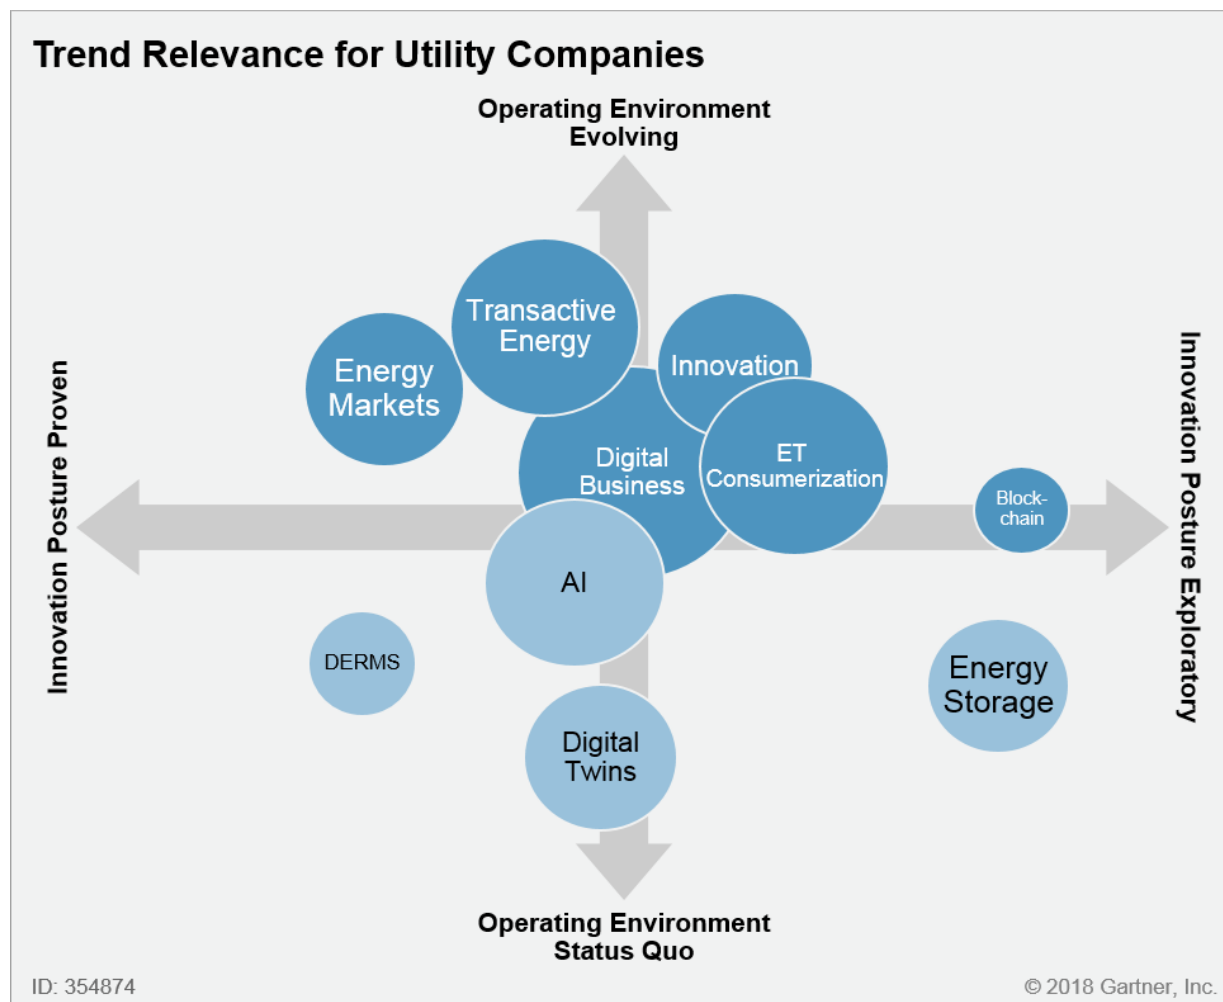 Trend Relevance for Utility Companies
Operating Environment
Evolving
Transactive
Energy
Innovation
Energy
Markets
Digital
Business
ET
Consumerization
Block-
chain
Innovation Posture Proven
Innovation Posture Exploratory
AI
DERMS
Energy
Storage
Digital
Twins
Operating Environment
Status Quo
ID: 354874
© 2018 Gartner, Inc.